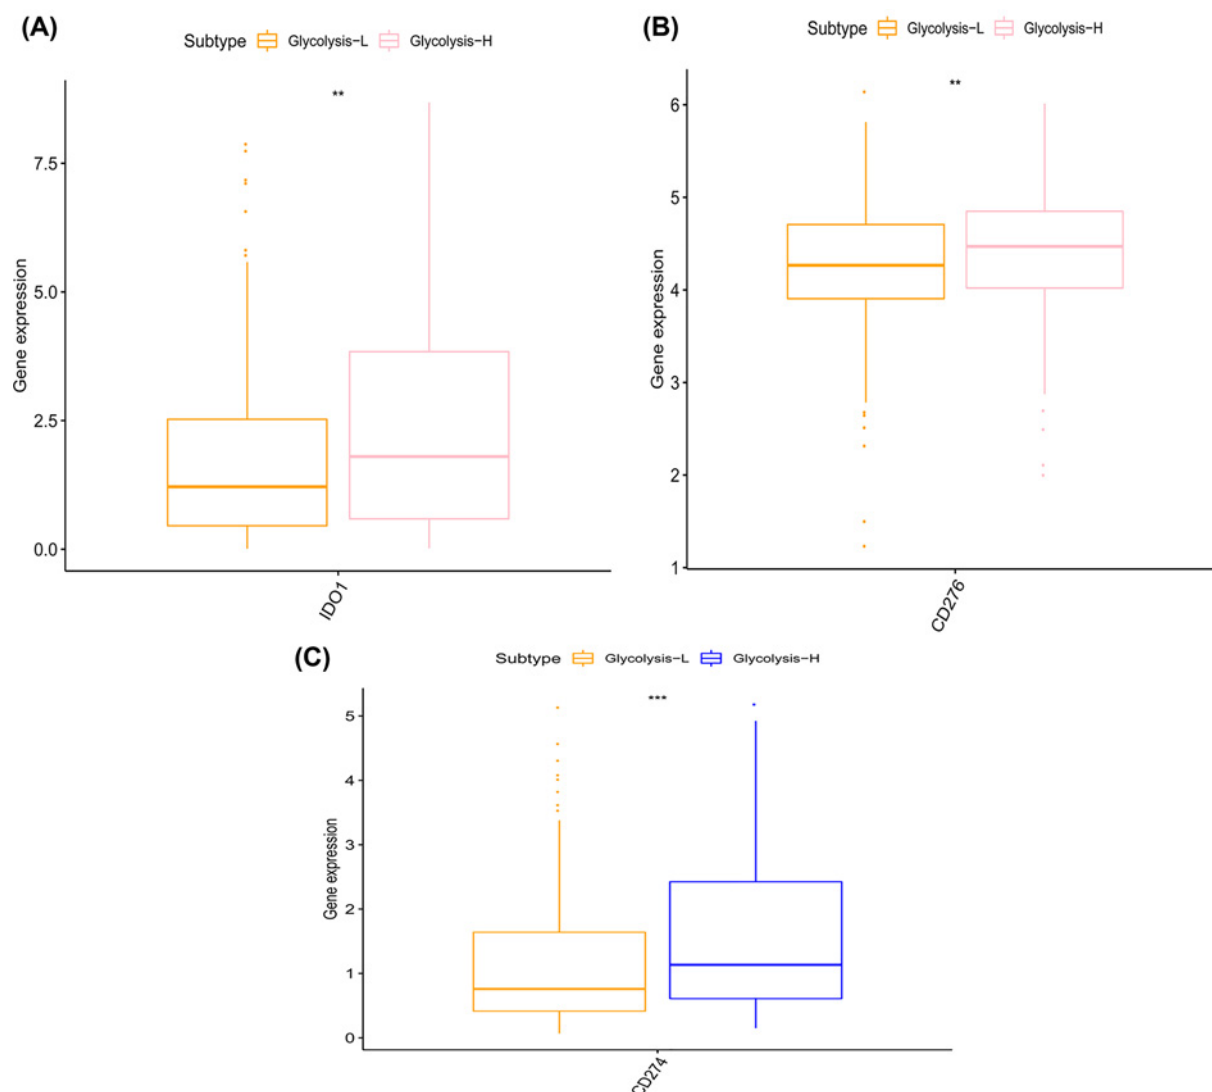 (A)
Subtype Glycolysis-L Glycolysis-H
**
7.5
5.0
2.5
0.0
Gene expression
IDO1
(B)
Subtype Glycolysis-L Glycolysis-H
**
6
5
4
3
2
1
Gene expression
CD276
(C)
Subtype Glycolysis-L Glycolysis-H
***
5
4
3
2
1
0
Gene expression
CD274